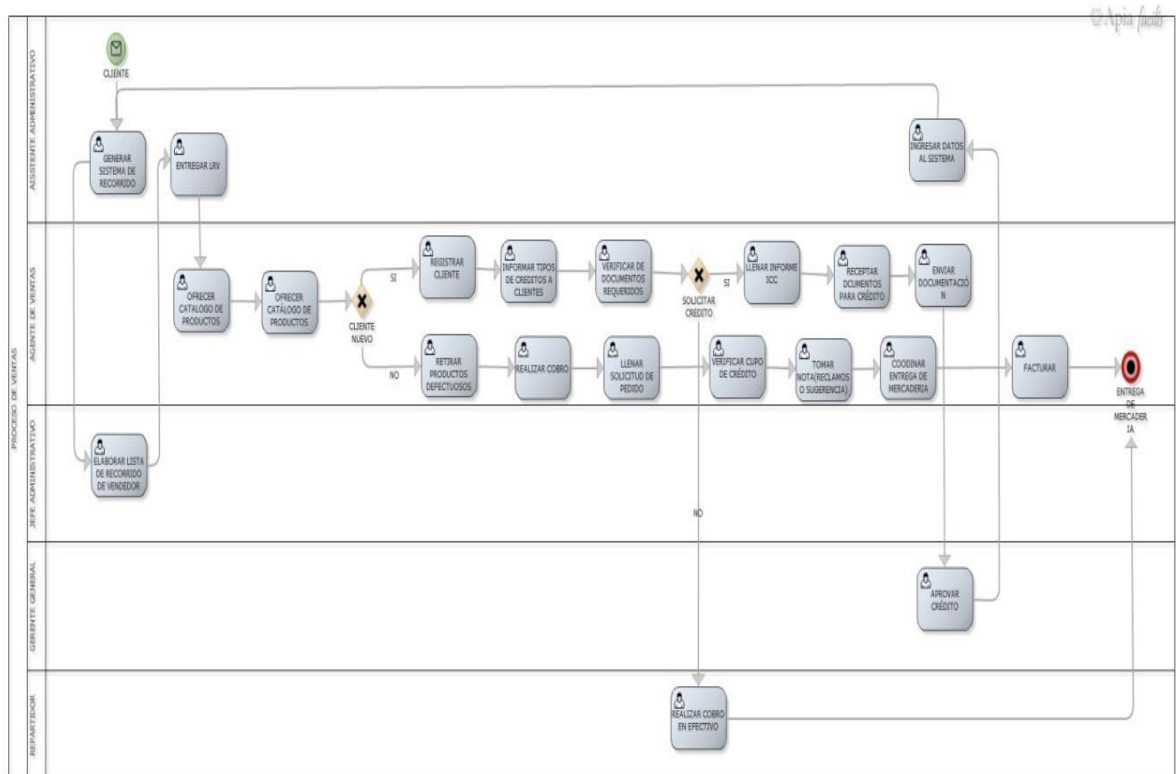 Apia facilis
PROCESO DE VENTAS
AISSTENTE ADMINISTRATIVO
CLIENTE
GENERAR
SISTEMA DE
RECORRIDO
ENTREGAR LRV
INGRESAR DATOS
AL SISTEMA
AGENTE DE VENTAS
OFRECER
CATALOGO DE
PRODUCTOS
OFRECER
CATÁLOGO DE
PRODUCTOS
CLIENTE
NUEVO
SI
REGISTRAR
CLIENTE
INFORMAR TIPOS
DE CREDITOS A
CLIENTES
VERIFICAR DE
DOCUMENTOS
REQUERIDOS
SOLICITAR
CREDITO
SI
LLENAR INFORME
ICC
RECEPTAR
DCUMENTOS
PARA CRÉDITO
ENVIAR
DOCUMENTACIÓ
N
NO
RETIRAR
PRODUCTOS
DEFECTUOSOS
REALIZAR COBRO
LLENAR
SOLICITUD DE
PEDIDO
VERIFICAR CUPO
DE CRÉDITO
TOMAR
NOTA(RECLAMOS
O SUGERENCIA)
COODINAR
ENTREGA DE
MERCADERIA
FACTURAR
ENTREGA
DE
MERCADER
IA
JEFE ADMINISTRATIVO
ELABORAR LISTA
DE RECORRIDO
DE VENDEDOR
NO
GERENTE GENERAL
APROVAR
CRÉDITO
REPARTIDOR
REALIZAR COBRO
EN EFECTIVO